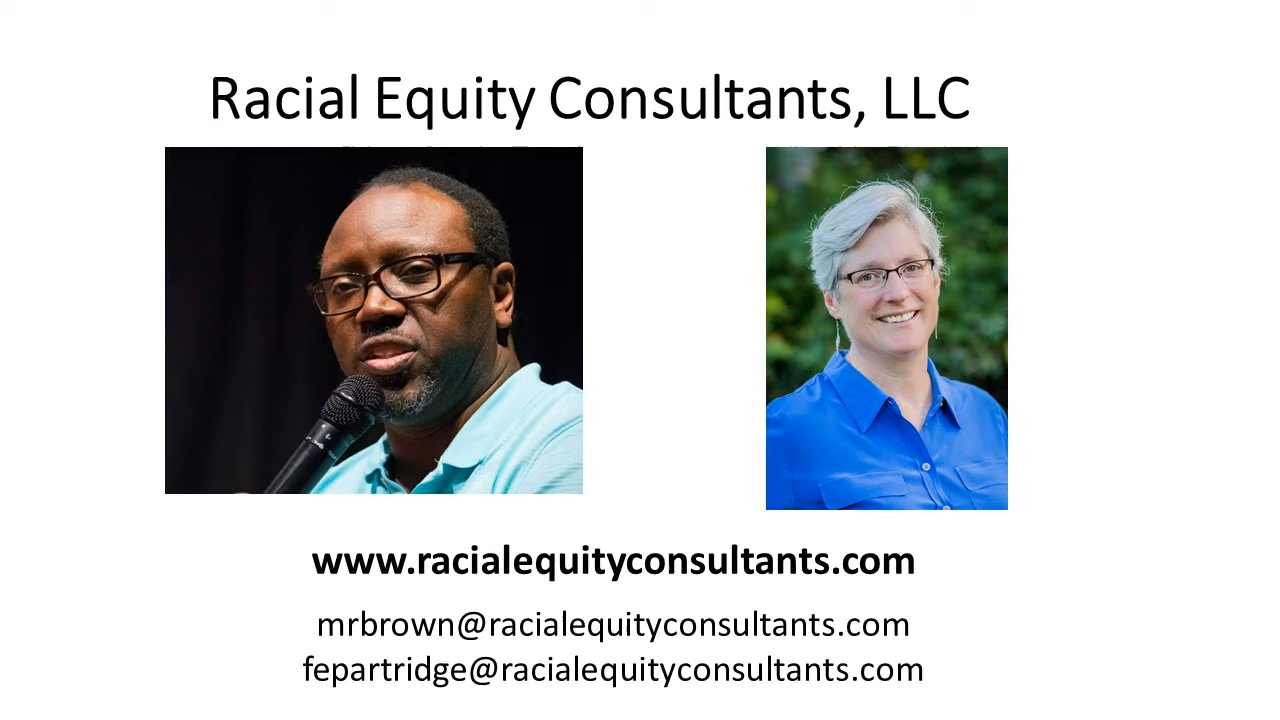 Racial Equity Consultants, LLC
www.racialequityconsultants.com
mrbrown@racialequityconsultants.com
fepartridge@racialequityconsultants.com